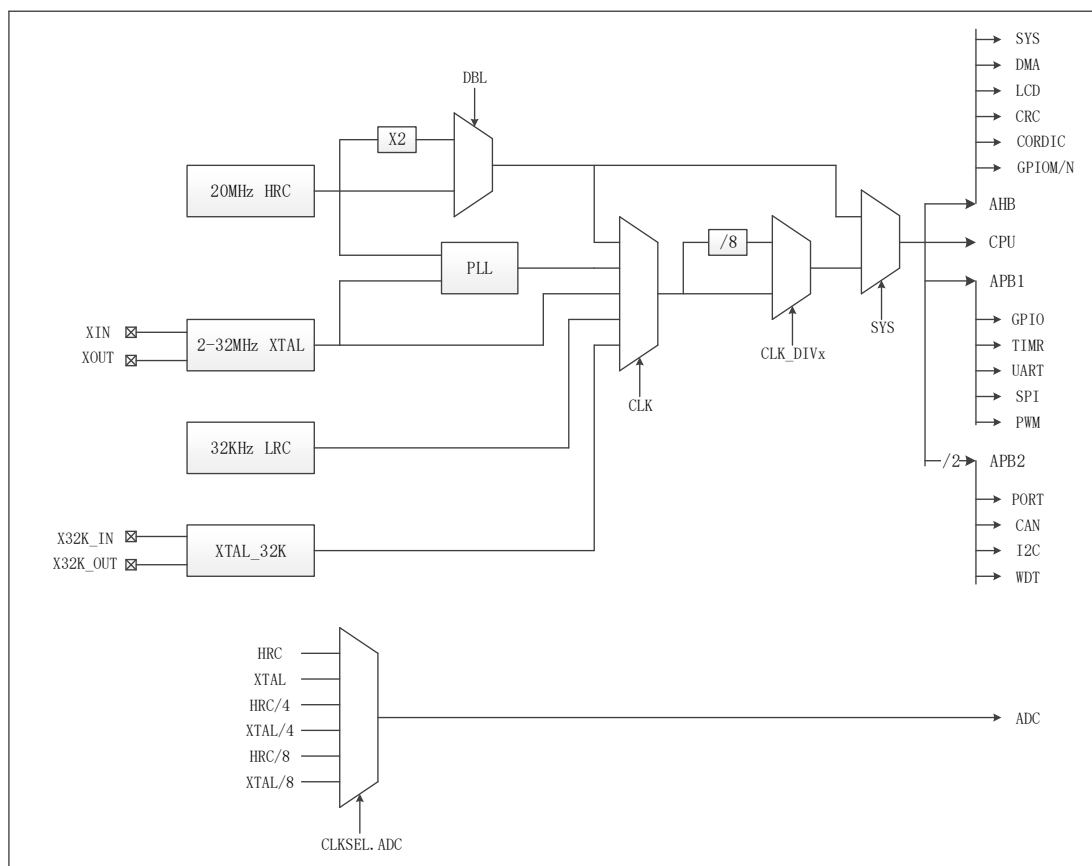 SYS
DMA
DBL
LCD
CRC
X2
CORDIC
GPIOM/N
20MHz HRC
AHB
/8
CPU
PLL
APB1
XIN
GPIO
SYS
XOUT
2-32MHz XTAL
TIMR
CLK_DIVx
UART
SPI
CLK
PWM
32KHz LRC
/2
APB2
PORT
X32K_IN
CAN
XTAL_32K
I2C
X32K_OUT
WDT
HRC
XTAL
HRC/4
ADC
XTAL/4
HRC/8
XTAL/8
CLKSEL.ADC